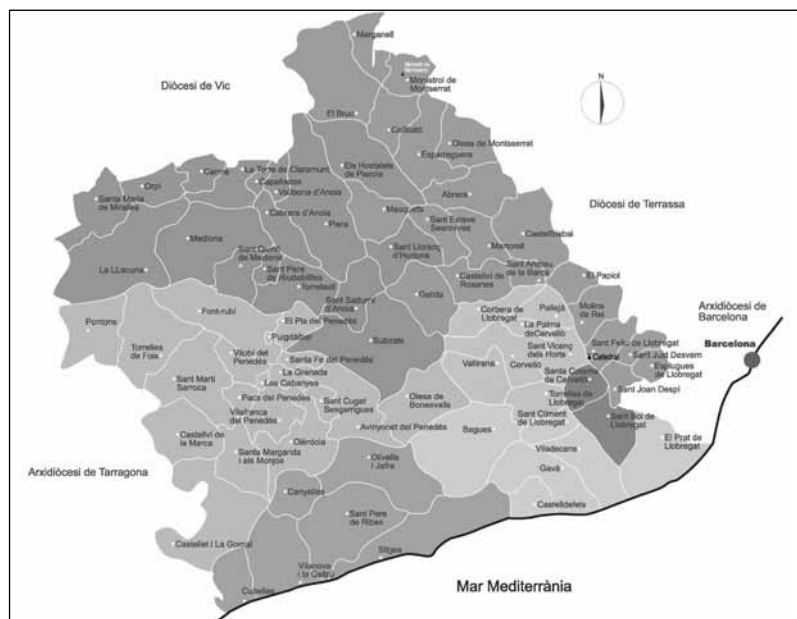 Marganell
Monistrol de
Montserrat
Diòcesi de Vic
N
El Bruc
Collbató
Olesa de Montserrat
Esparreguera
Carme
La Torre de Claramunt
Els Hostalets
de Pierola
Orpí
Capellades
Vallbona d'Anoia
Santa Maria
de Miralles
Abrera
Diòcesi de Terrassa
Cabrera d'Anoia
Masquefa
Sant Esteve
Sesrovires
Piera
Castellbisbal
Mediona
Martorell
Sant Quintí
de Mediona
Sant Llorenç
d'Hortons
Sant Andreu
de la Barca
La LLacuna
Sant Pere
de Riudebitlles
Castellví de
Rosanes
El Papiol
Torrelavit
Gelida
Sant Sadurní
d'Anoia
Arxidiòcesi de
Barcelona
Font-rubí
Corbera de
Llobregat
Pallejà
Molins
de Rei
Pontons
El Pla del Penedès
La Palma
de Cervelló
Puigdàlber
Subirats
Sant Feliu de Llobregat
Barcelona
Torrelles
de Foix
Vilobí del
Penedès
Santa Fe del Penedès
Sant Vicenç
dels Horts
Catedral
Sant Just Desvern
La Granada
Vallirana
Cervelló
Esplugues
de Llobregat
Sant Martí
Sarroca
Les Cabanyes
Santa Coloma
de Cervelló
Sant Joan Despí
Pacs del Penedès
Sant Cugat
Sesgarrigues
Olesa de
Bonesvalls
Torrelles de
Llobregat
Vilafranca
del Penedès
Sant Climent
de Llobregat
Sant Boi de
Llobregat
Avinyonet del Penedès
Begues
Castellví de
la Marca
Olèrdola
El Prat de
Llobregat
Santa Margarida
i els Monjos
Viladecans
Olivella
i Jafra
Arxidiòcesi de Tarragona
Gavà
Canyelles
Castelldefels
Sant Pere
de Ribes
Castellet i La Gornal
Sitges
Vilanova
i la Geltrú
Mar Mediterrània
Cubelles